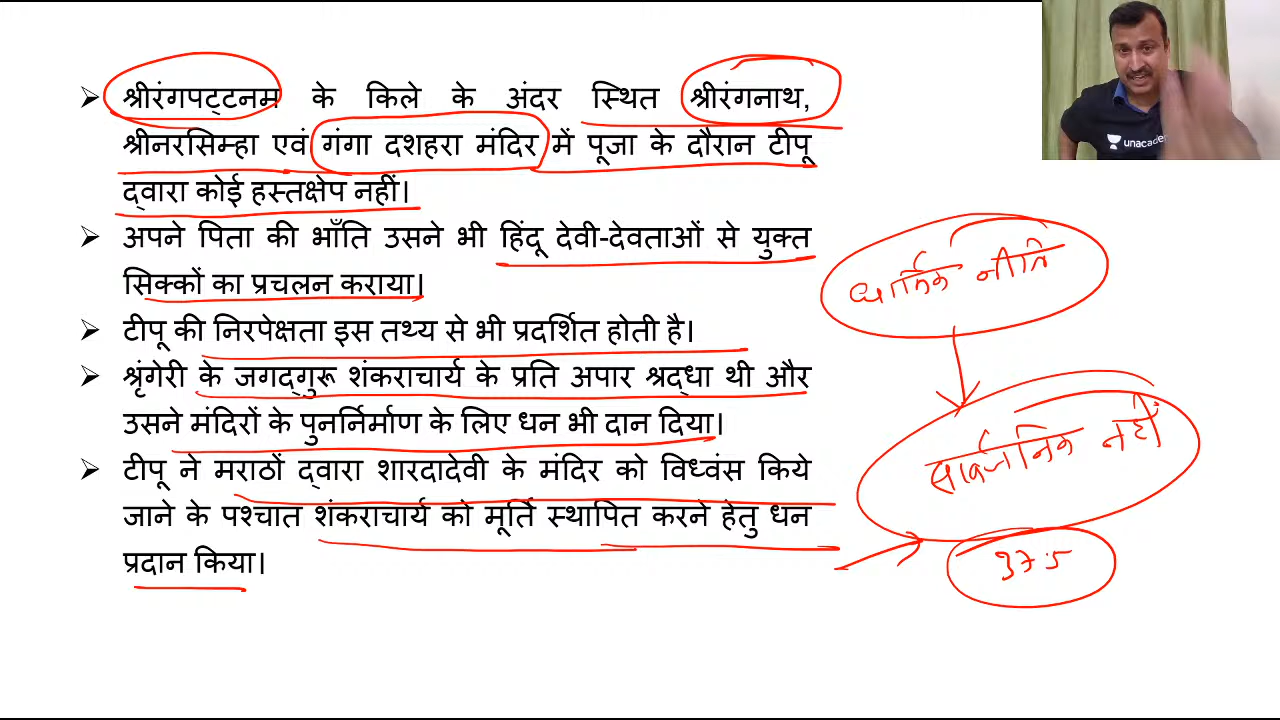 ➢ श्रीरंगपट्टनम के किले के अंदर स्थित श्रीरंगनाथ,
श्रीनरसिम्हा एवं गंगा दशहरा मंदिर में पूजा के दौरान टीपू
द्वारा कोई हस्तक्षेप नहीं।
➢ अपने पिता की भाँति उसने भी हिंदू देवी-देवताओं से युक्त
सिक्कों का प्रचलन कराया।
➢ टीपू की निरपेक्षता इस तथ्य से भी प्रदर्शित होती है।
➢ श्रृंगेरी के जगद्गुरू शंकराचार्य के प्रति अपार श्रद्धा थी और
उसने मंदिरों के पुनर्निर्माण के लिए धन भी दान दिया।
➢ टीपू ने मराठों द्वारा शारदादेवी के मंदिर को विध्वंस किये
जाने के पश्चात शंकराचार्य को मूर्ति स्थापित करने हेतु धन
प्रदान किया।
धार्मिक नीति
सार्वजनिक नहीं
unacade